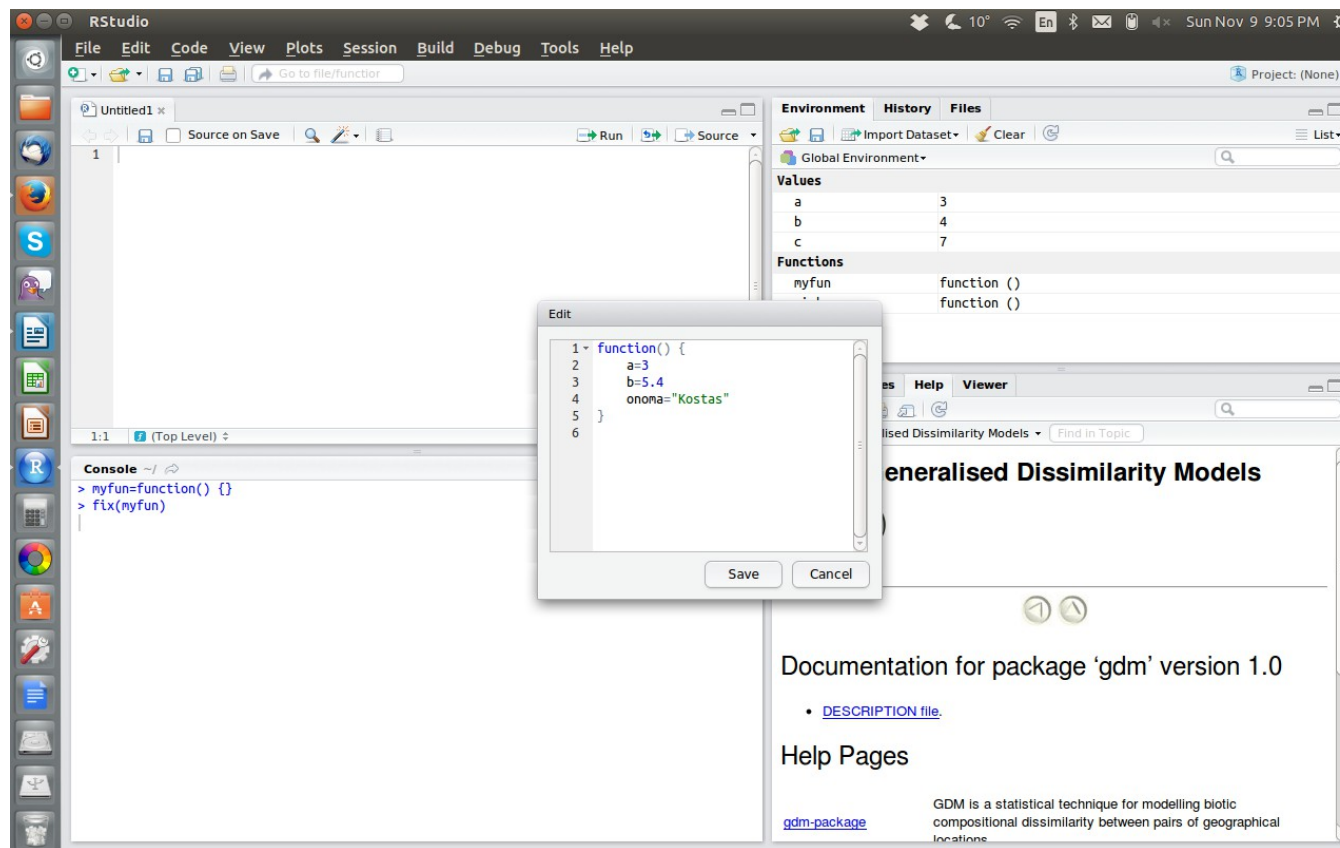 RStudio
10° En Sun Nov 9 9:05 PM
File Edit Code View Plots Session Build Debug Tools Help
Go to file/function
Project: (None)
Untitled1
Source on Save Run Source
1
1:1 (Top Level)
Console ~/
> myfun=function() {}
> fix(myfun)
Environment History Files
Import Dataset Clear List
Global Environment
Values
a 3
b 4
c 7
Functions
myfun function ()
function ()
Edit
1 function() {
2 a=3
3 b=5.4
4 onoma="Kostas"
5 }
6
Save Cancel
es Help Viewer
ised Dissimilarity Models Find in Topic
eneralised Dissimilarity Models
)
Documentation for package ‘gdm’ version 1.0
DESCRIPTION file.
Help Pages
gdm-package
GDM is a statistical technique for modelling biotic
compositional dissimilarity between pairs of geographical
locations